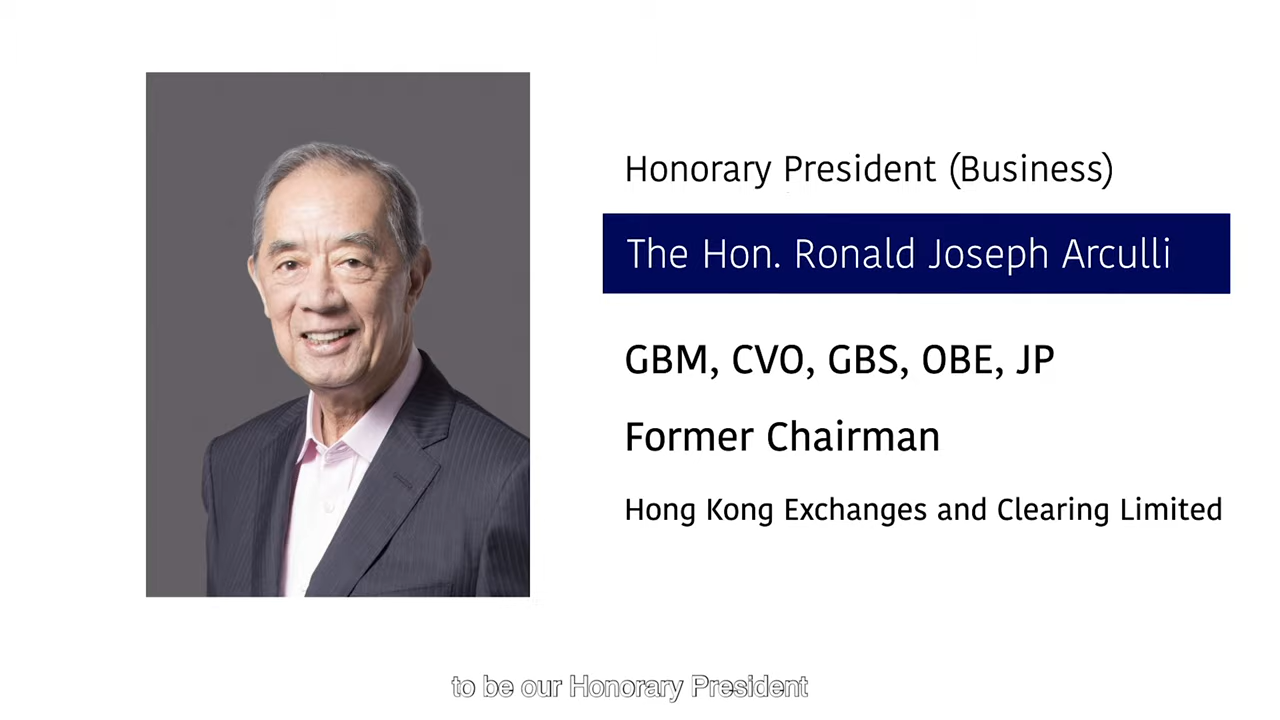 Honorary President (Business)
The Hon. Ronald Joseph Arculli
GBM, CVO, GBS, OBE, JP
Former Chairman
Hong Kong Exchanges and Clearing Limited
to be our Honorary President